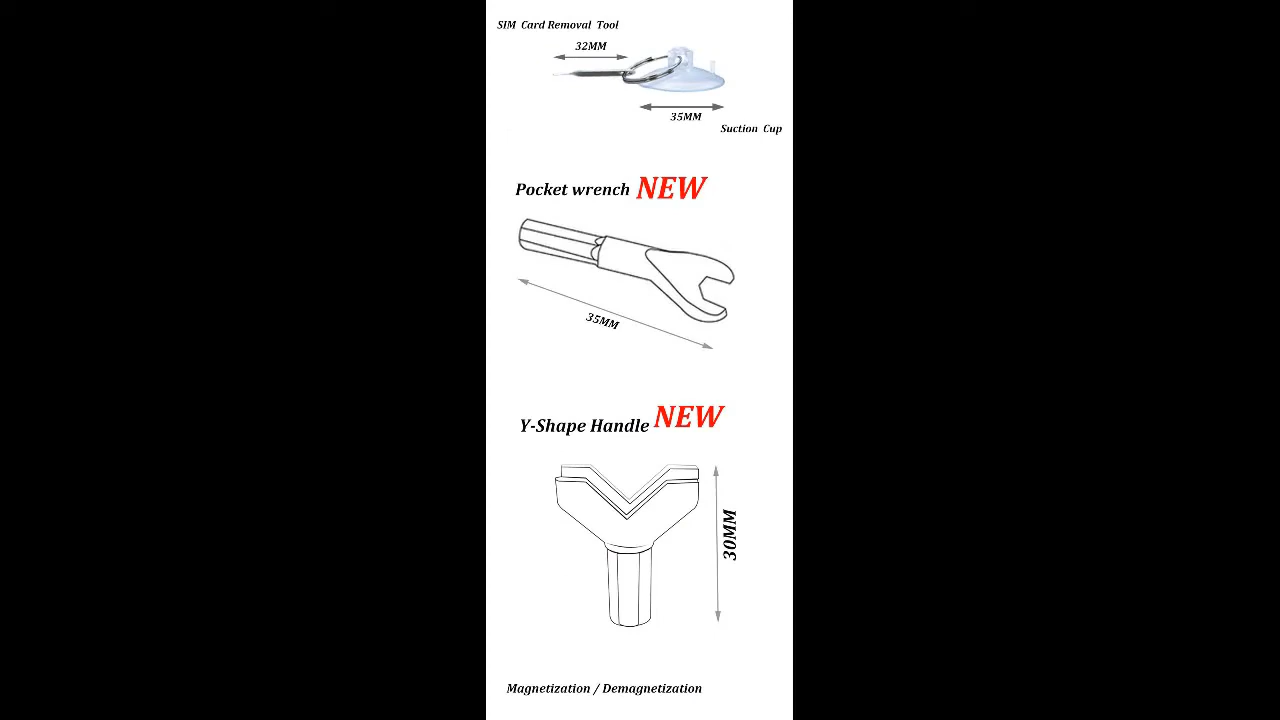 SIM Card Removal Tool
32MM
35MM
Suction Cup
Pocket wrench NEW
35MM
Y-Shape Handle NEW
30MM
Magnetization / Demagnetization